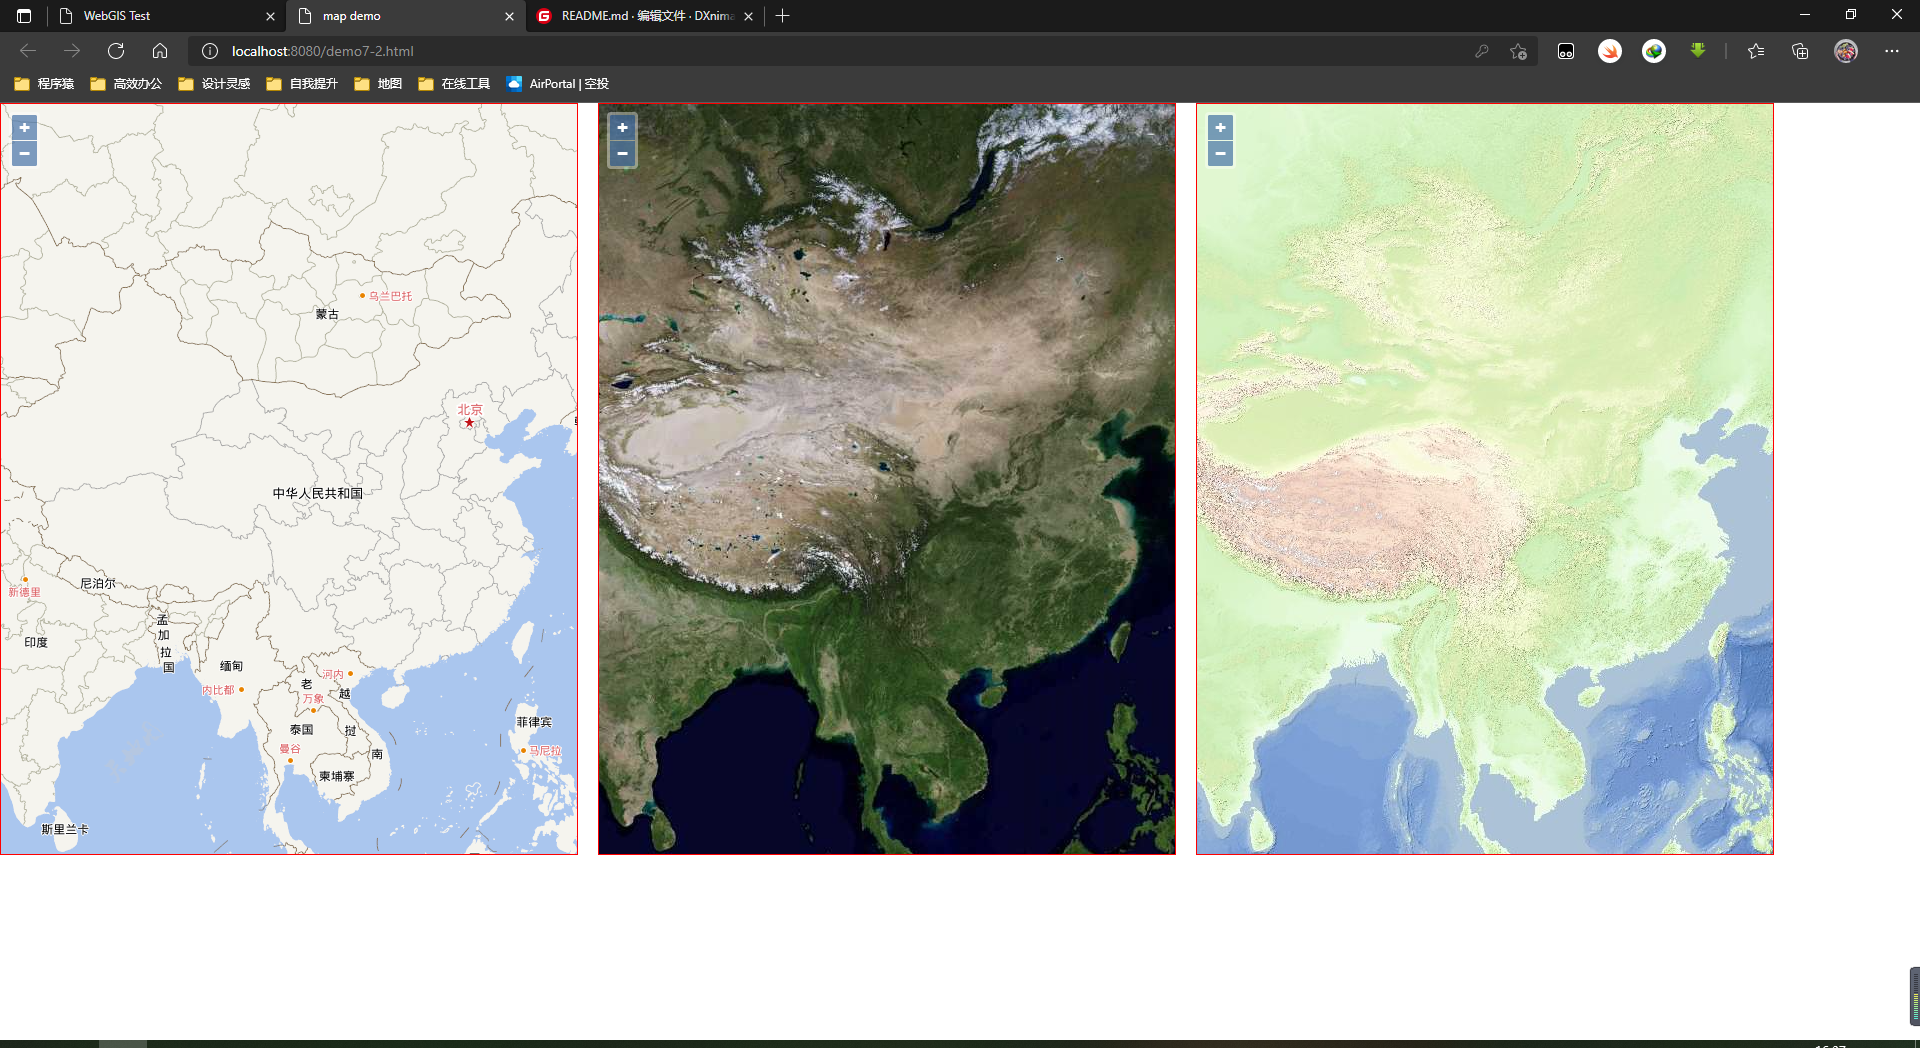 WebGIS Test
map demo
README.md · 编辑文件 · DXnima
localhost:8080/demo7-2.html
程序猿
高效办公
设计灵感
自我提升
地图
在线工具
AirPortal | 空投
乌兰巴托
蒙古
北京
中华人民共和国
尼泊尔
新德里
孟
加
拉
国
印度
缅甸
河内
老
内比都
万象
越
菲律宾
泰国
挝
曼谷
马尼拉
南
柬埔寨
斯里兰卡